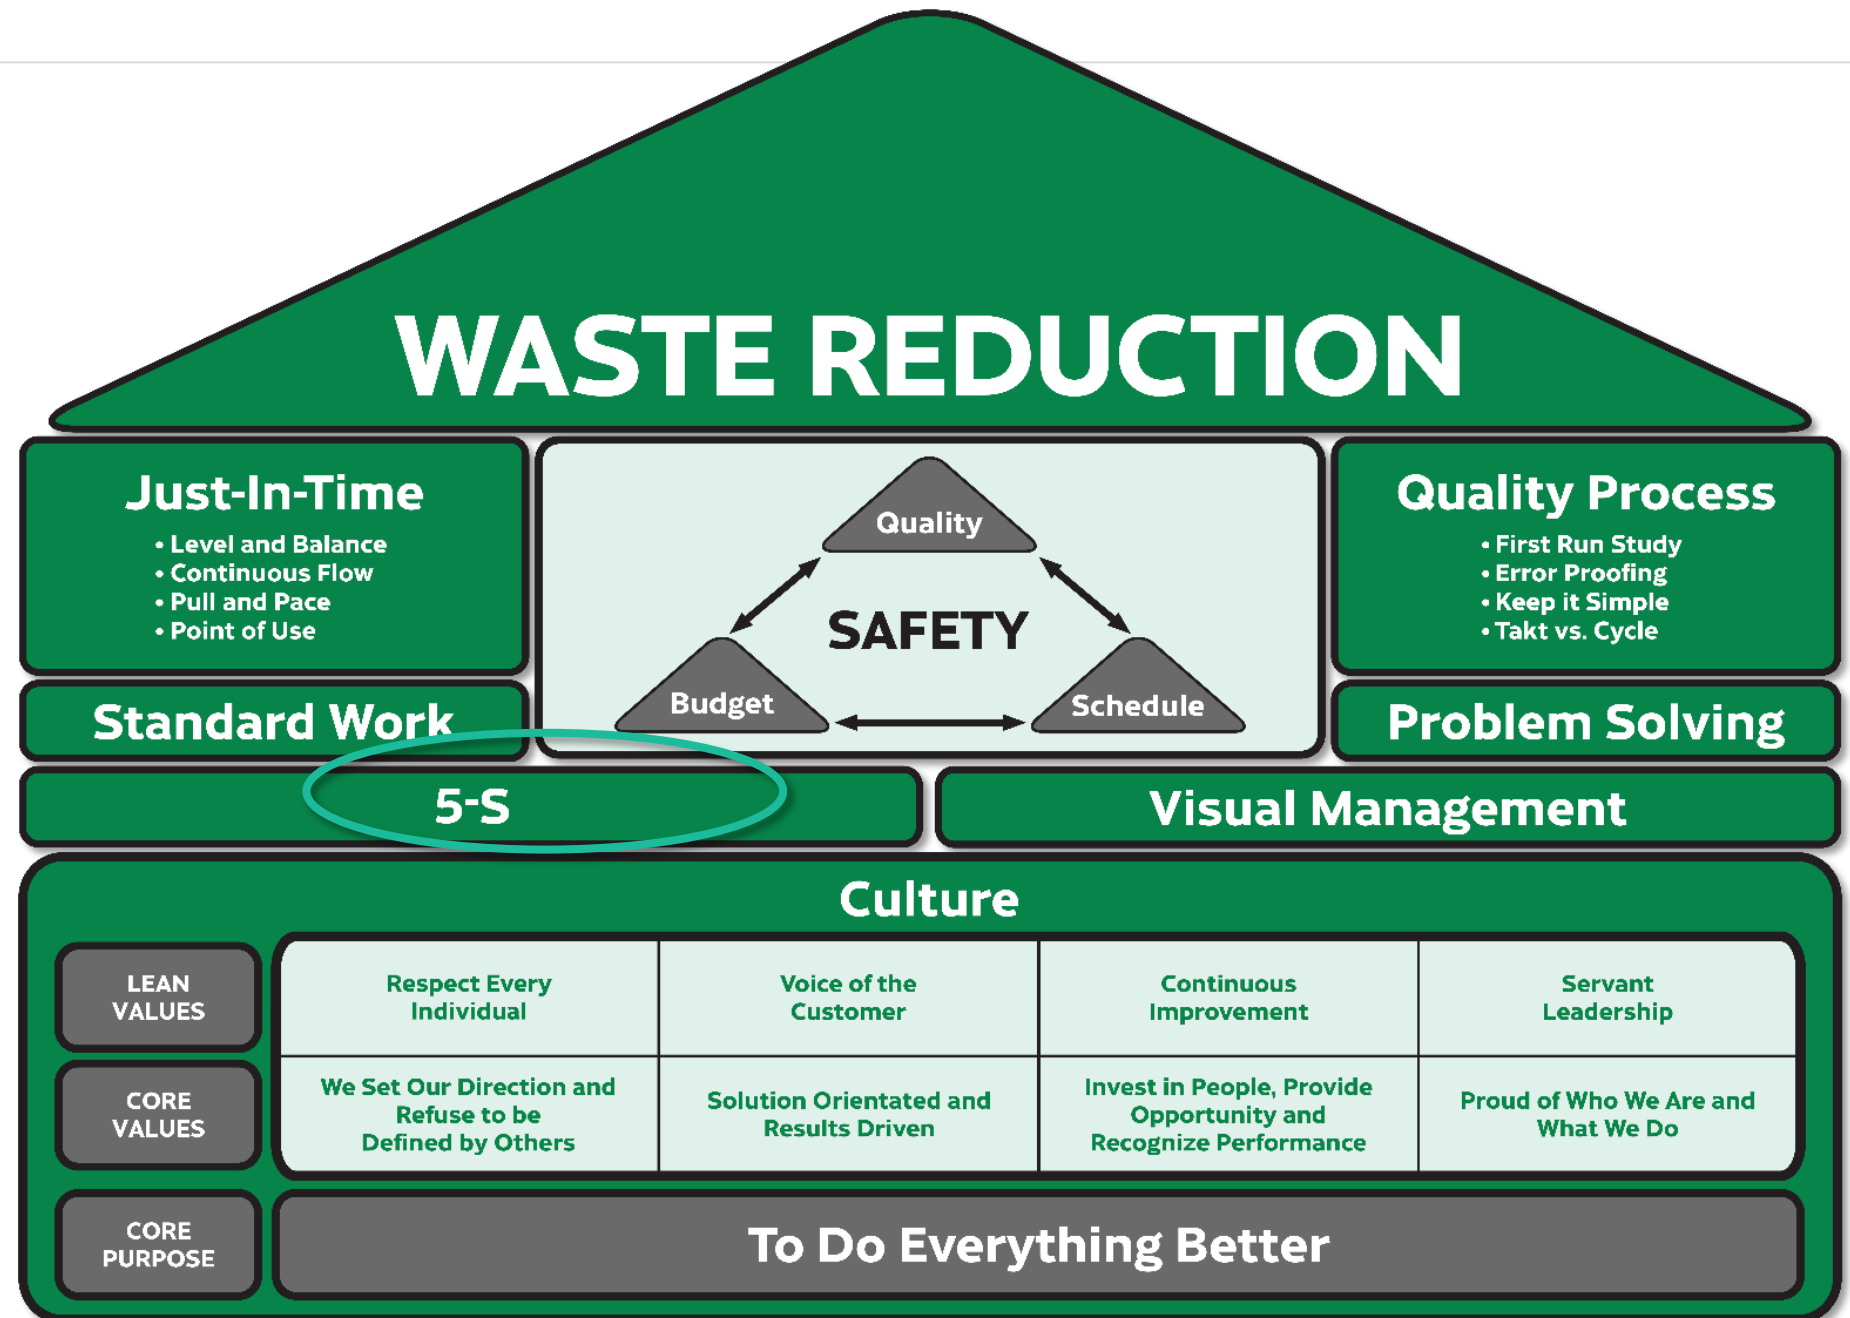 WASTE REDUCTION
Just-In-Time
• Level and Balance
• Continuous Flow
• Pull and Pace
• Point of Use
Quality
SAFETY
Budget
Schedule
Quality Process
• First Run Study
• Error Proofing
• Keep it Simple
• Takt vs. Cycle
Standard Work
Problem Solving
5-S
Visual Management
Culture
LEAN
VALUES
Respect Every
Individual
Voice of the
Customer
Continuous
Improvement
Servant
Leadership
CORE
VALUES
We Set Our Direction and
Refuse to be
Defined by Others
Solution Orientated and
Results Driven
Invest in People, Provide
Opportunity and
Recognize Performance
Proud of Who We Are and
What We Do
CORE
PURPOSE
To Do Everything Better